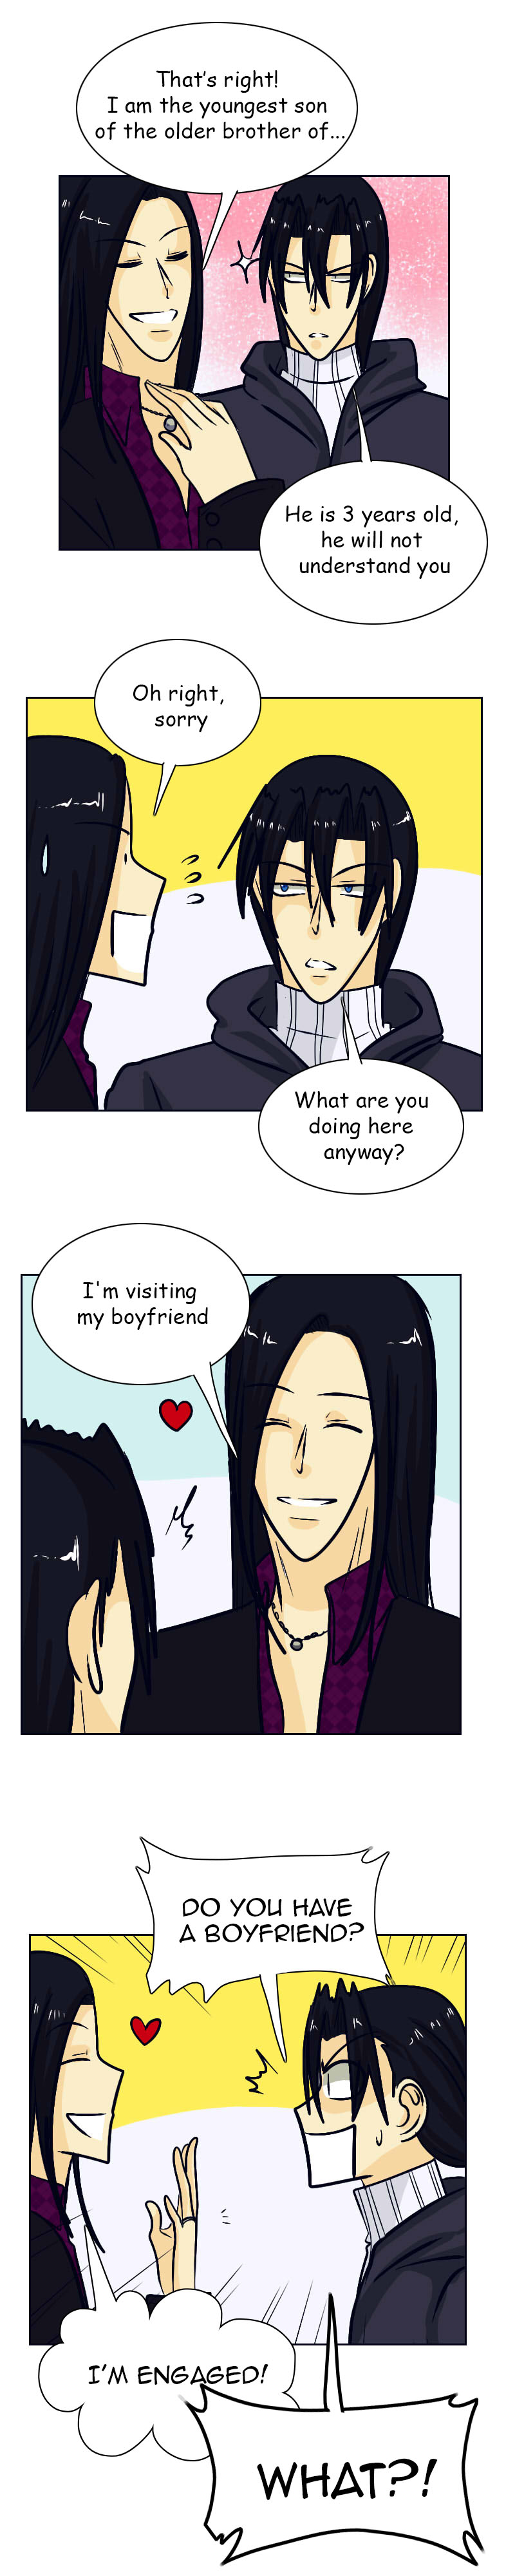 That's right!
I am the youngest son
of the older brother of...
He is 3 years old,
he will not
understand you
Oh right,
sorry
What are you
doing here
anyway?
I'm visiting
my boyfriend
DO YOU HAVE
A BOYFRIEND?
I'M ENGAGED!
WHAT?!